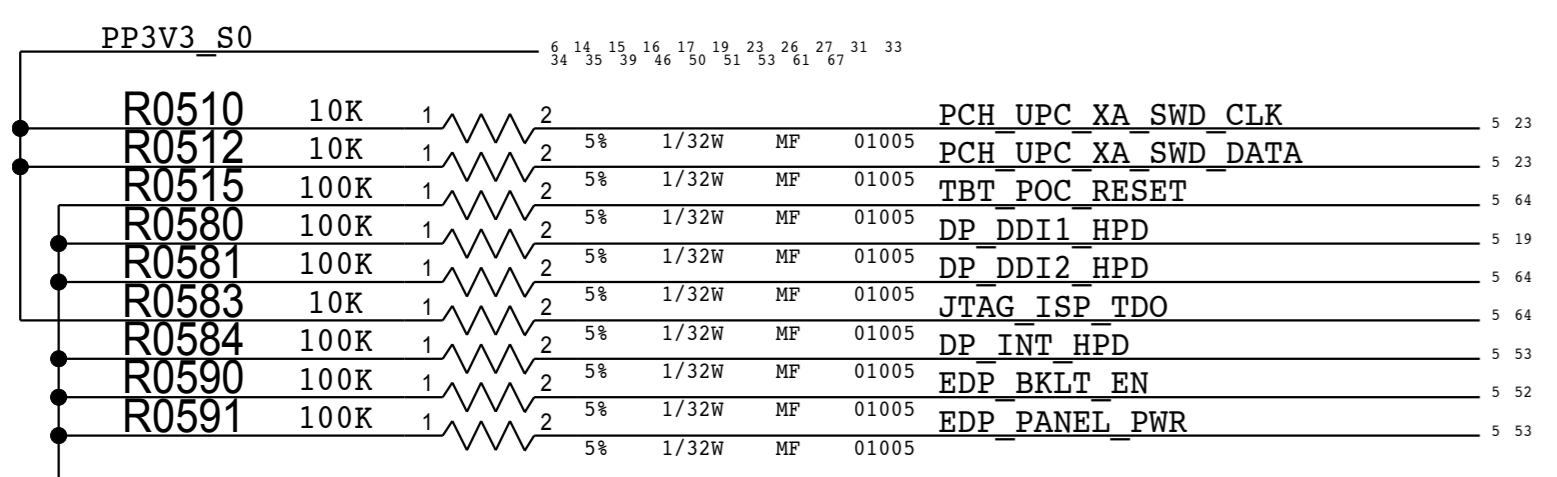 PP3V3_S0
6 14 15 16 17 19 23 26 27 31 33
34 35 39 46 50 51 53 61 67
R0510 10K 1 2 PCH_UPC_XA_SWD_CLK 5 23
5% 1/32W MF 01005
R0512 10K 1 2 PCH_UPC_XA_SWD_DATA 5 23
5% 1/32W MF 01005
R0515 100K 1 2 TBT_POC_RESET 5 64
5% 1/32W MF 01005
R0580 100K 1 2 DP_DDI1_HPD 5 19
5% 1/32W MF 01005
R0581 100K 1 2 DP_DDI2_HPD 5 64
5% 1/32W MF 01005
R0583 10K 1 2 JTAG_ISP_TDO 5 64
5% 1/32W MF 01005
R0584 100K 1 2 DP_INT_HPD 5 53
5% 1/32W MF 01005
R0590 100K 1 2 EDP_BKLT_EN 5 52
5% 1/32W MF 01005
R0591 100K 1 2 EDP_PANEL_PWR 5 53
5% 1/32W MF 01005